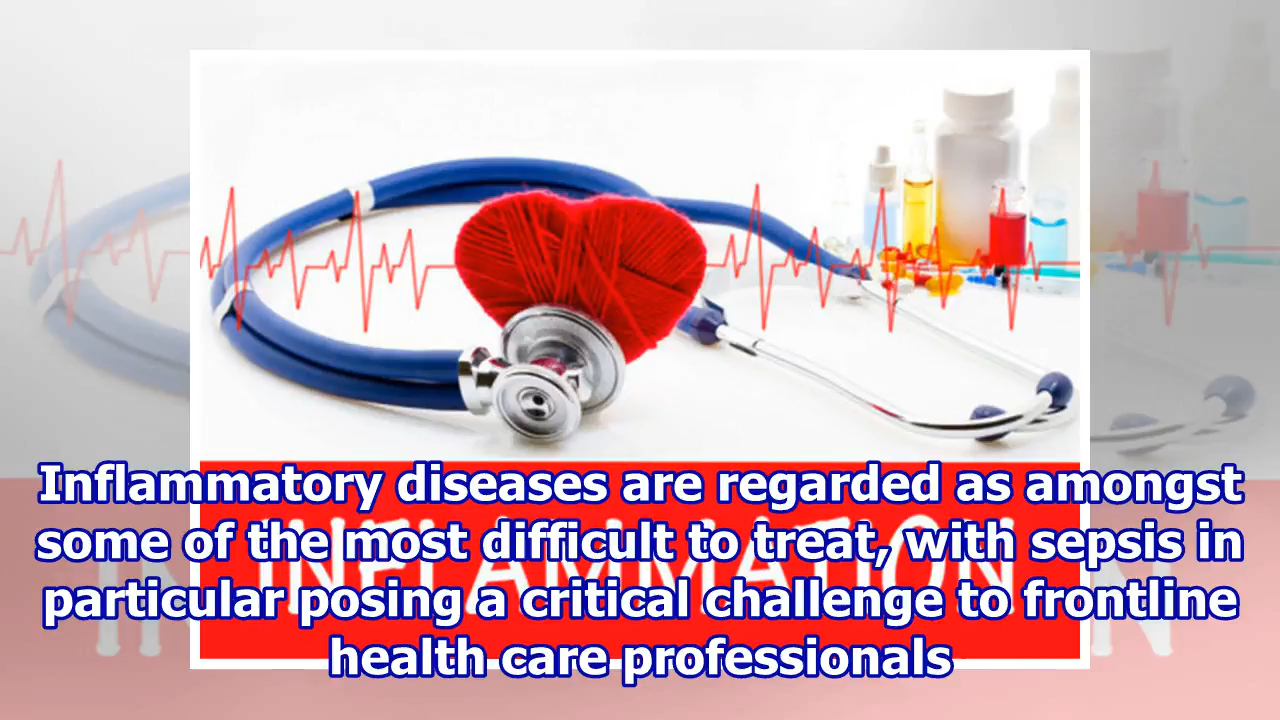 Inflammatory diseases are regarded as amongst
some of the most difficult to treat, with sepsis in
particular posing a critical challenge to frontline
health care professionals
INFLAMMATION